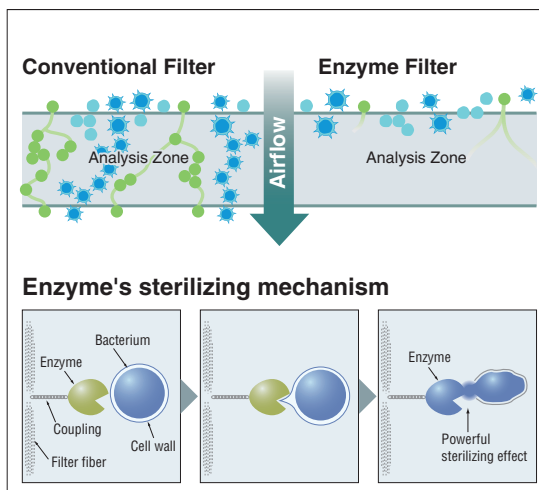 Conventional Filter
Enzyme Filter
Analysis Zone
Airflow
Analysis Zone
Enzyme's sterilizing mechanism
Bacterium
Enzyme
Coupling
Cell wall
Filter fiber
Enzyme
Powerful
sterilizing effect